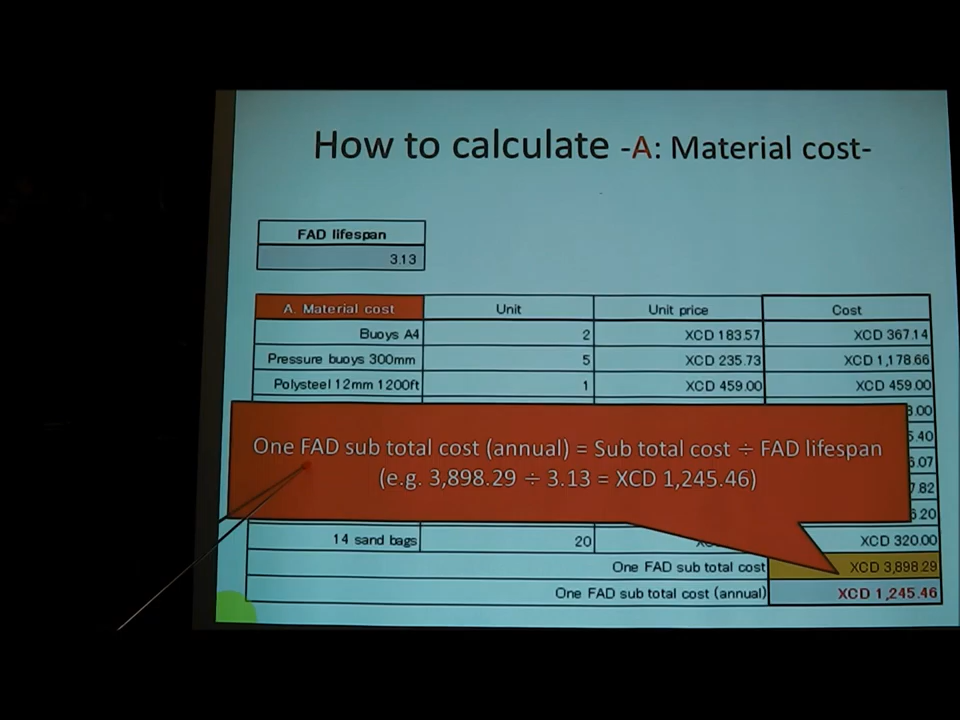 How to calculate -A: Material cost-
FAD lifespan
3.13
A. Material cost Unit Unit price Cost
Buoys A4 2 XCD 183.57 XCD 367.14
Pressure buoys 300mm 5 XCD 235.73 XCD 1,178.66
Polysteel 12mm 1200ft 1 XCD 459.00 XCD 459.00
One FAD sub total cost (annual) = Sub total cost ÷ FAD lifespan
(e.g. 3,898.29 ÷ 3.13 = XCD 1,245.46)
14 sand bags 20 XCD 320.00
One FAD sub total cost XCD 3,898.29
One FAD sub total cost (annual) XCD 1,245.46